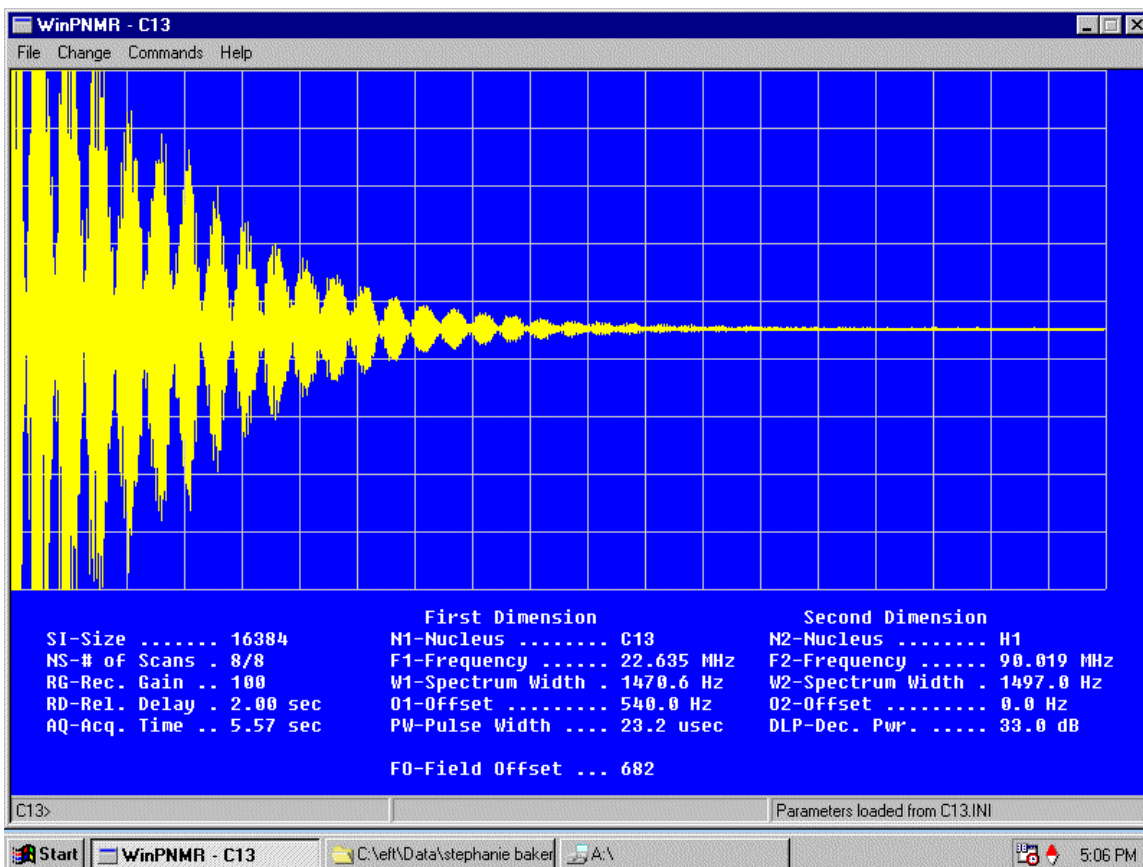 WinPNMR - C13
File Change Commands Help
First Dimension Second Dimension
SI-Size ....... 16384 N1-Nucleus ........ C13 N2-Nucleus ........ H1
NS-# of Scans . 8/8 F1-Frequency ...... 22.635 MHz F2-Frequency ...... 90.019 MHz
RG-Rec. Gain .. 100 W1-Spectrum Width . 1470.6 Hz W2-Spectrum Width . 1497.0 Hz
RD-Rel. Delay . 2.00 sec O1-Offset ......... 540.0 Hz O2-Offset ......... 0.0 Hz
AQ-Acq. Time .. 5.57 sec PW-Pulse Width .... 23.2 usec DLP-Dec. Pwr. ..... 33.0 dB
FO-Field Offset ... 682
C13> Parameters loaded from C13.INI
Start WinPNMR - C13 C:\eft\Data\stephanie baker A:\ 5:06 PM